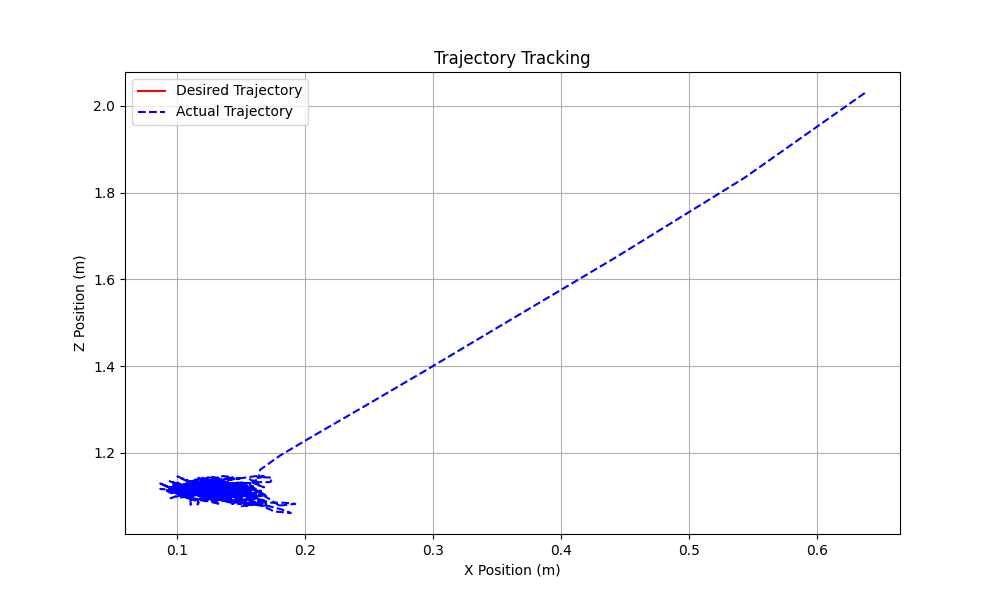 Trajectory Tracking
Desired Trajectory
Actual Trajectory
2.0
1.8
1.6
1.4
1.2
Z Position (m)
0.1 0.2 0.3 0.4 0.5 0.6
X Position (m)